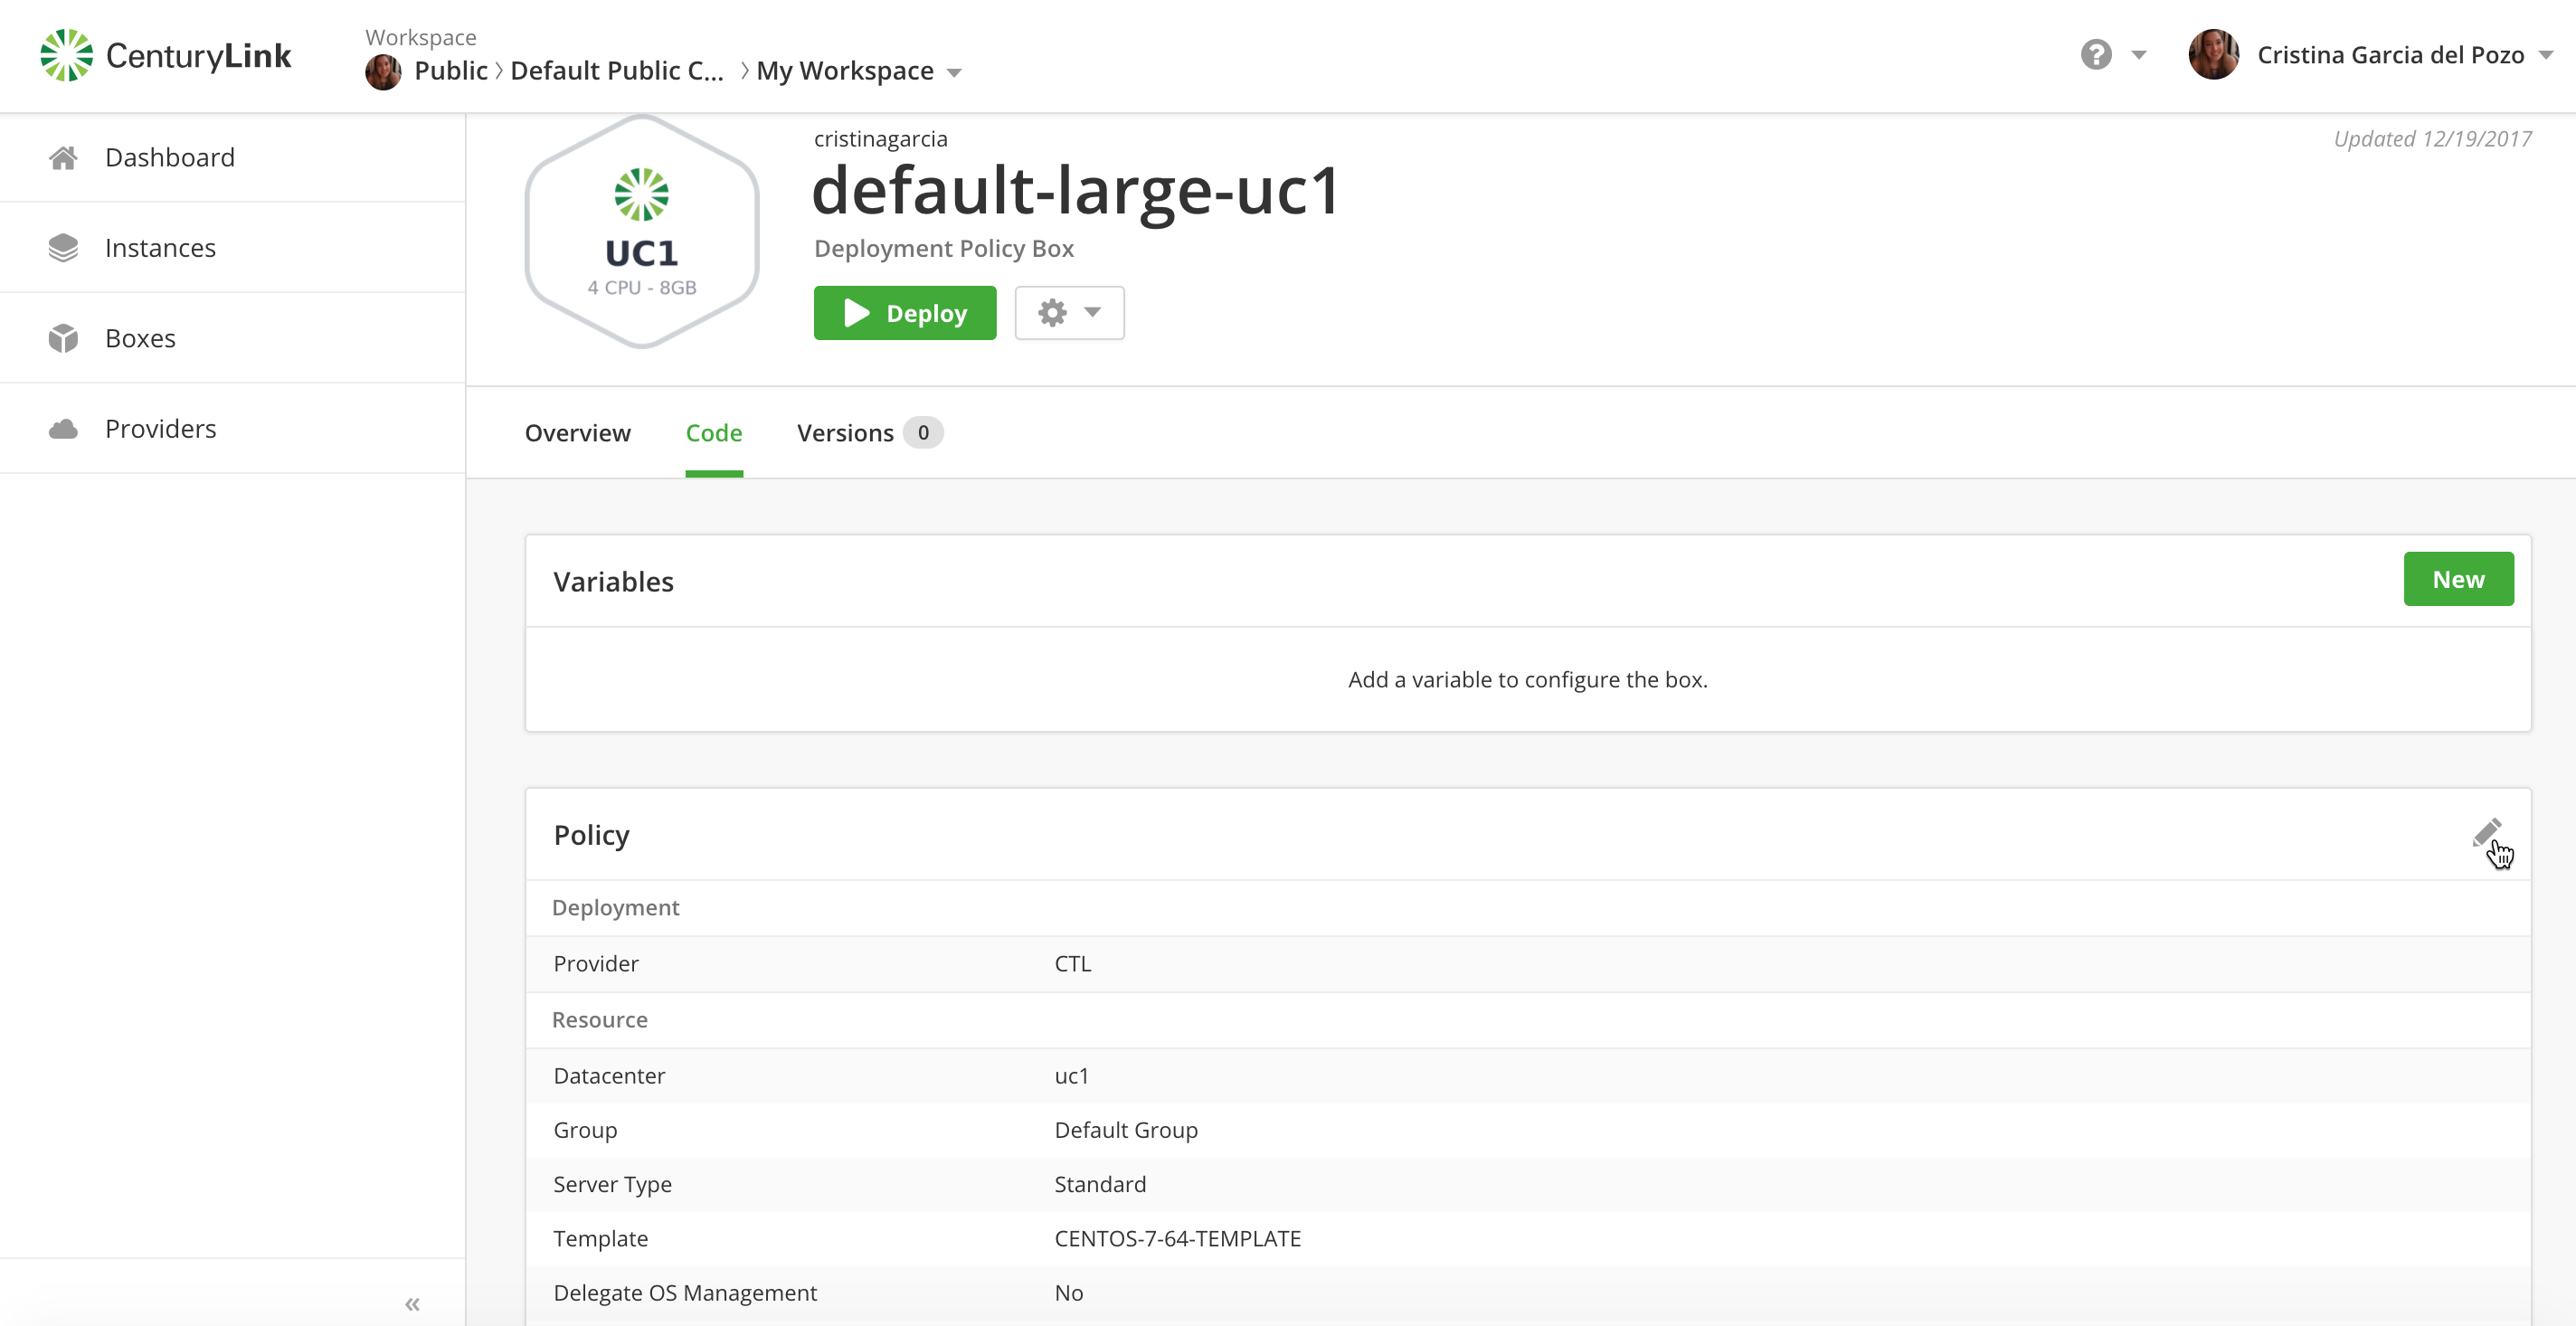 CenturyLink
Workspace
Public > Default Public C... > My Workspace
?
Cristina Garcia del Pozo
Dashboard
Instances
Boxes
Providers
«
UC1
4 CPU - 8GB
cristinagarcia
Updated 12/19/2017
default-large-uc1
Deployment Policy Box
Deploy
Overview
Code
Versions 0
Variables
New
Add a variable to configure the box.
Policy
Deployment
Provider CTL
Resource
Datacenter uc1
Group Default Group
Server Type Standard
Template CENTOS-7-64-TEMPLATE
Delegate OS Management No